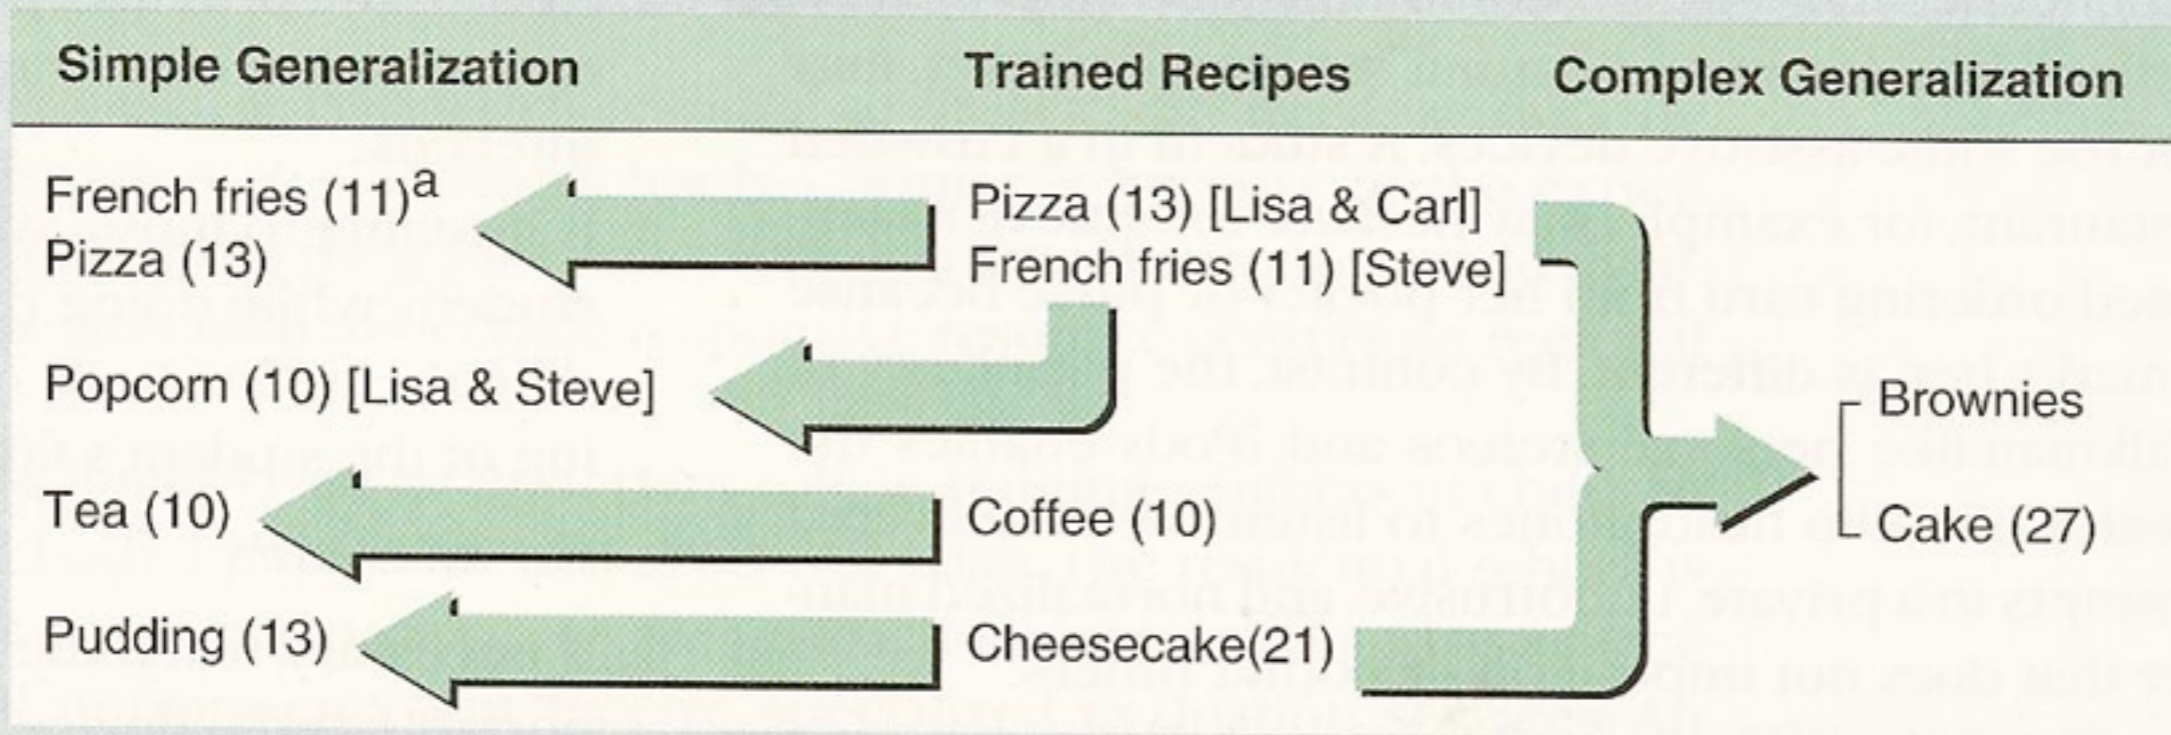 Simple Generalization Trained Recipes Complex Generalization
French fries (11)a Pizza (13) [Lisa & Carl]
Pizza (13) French fries (11) [Steve]
Popcorn (10) [Lisa & Steve] Brownies
Tea (10) Coffee (10) Cake (27)
Pudding (13) Cheesecake(21)